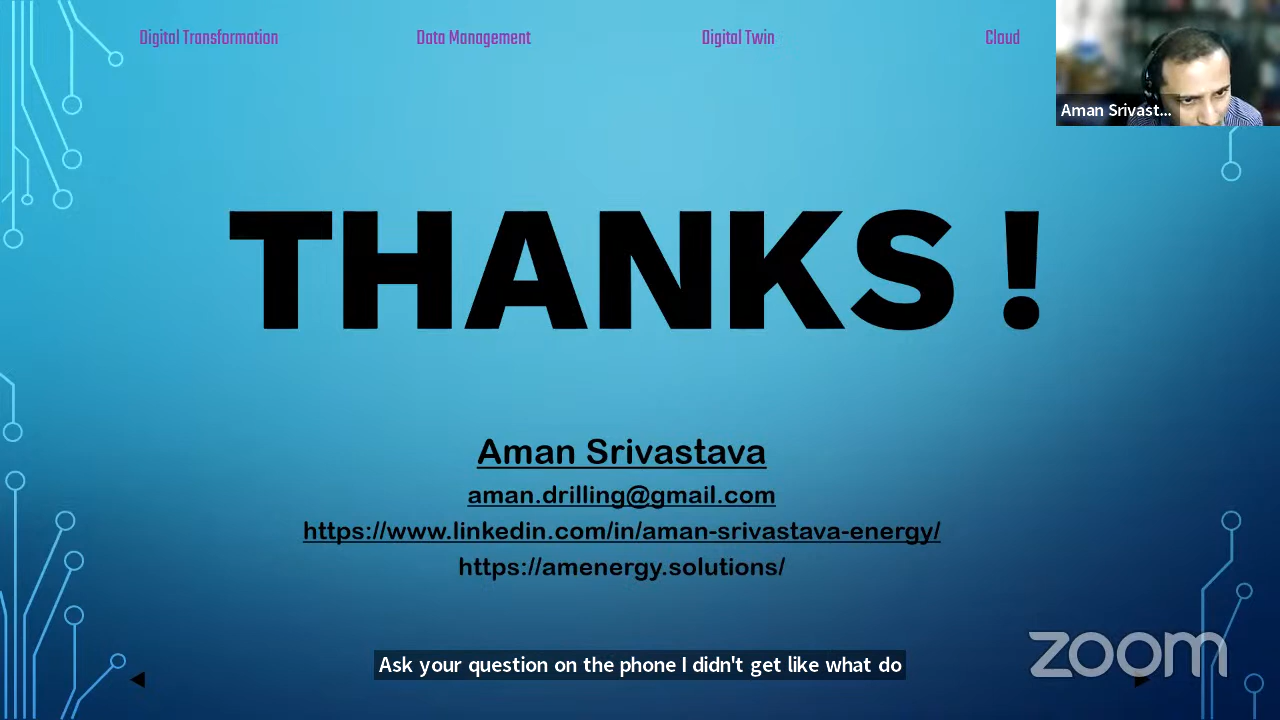 Digital Transformation
Data Management
Digital Twin
Cloud
Aman Srivast...
THANKS !
Aman Srivastava
aman.drilling@gmail.com
https://www.linkedin.com/in/aman-srivastava-energy/
https://amenergy.solutions/
zoom
Ask your question on the phone I didn't get like what do